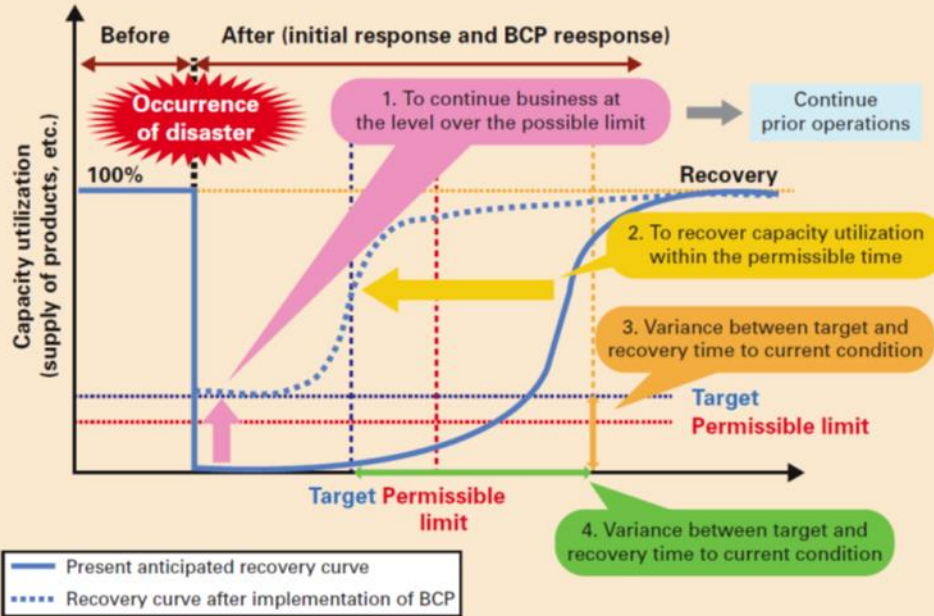 Before
After (initial response and BCP reesponse)
Occurrence
of disaster
1. To continue business at
the level over the possible limit
Continue
prior operations
100%
Recovery
Capacity utilization
(supply of products, etc.)
2. To recover capacity utilization
within the permissible time
3. Variance between target and
recovery time to current condition
Target
Permissible limit
Target Permissible
limit
4. Variance between target and
recovery time to current condition
Present anticipated recovery curve
Recovery curve after implementation of BCP